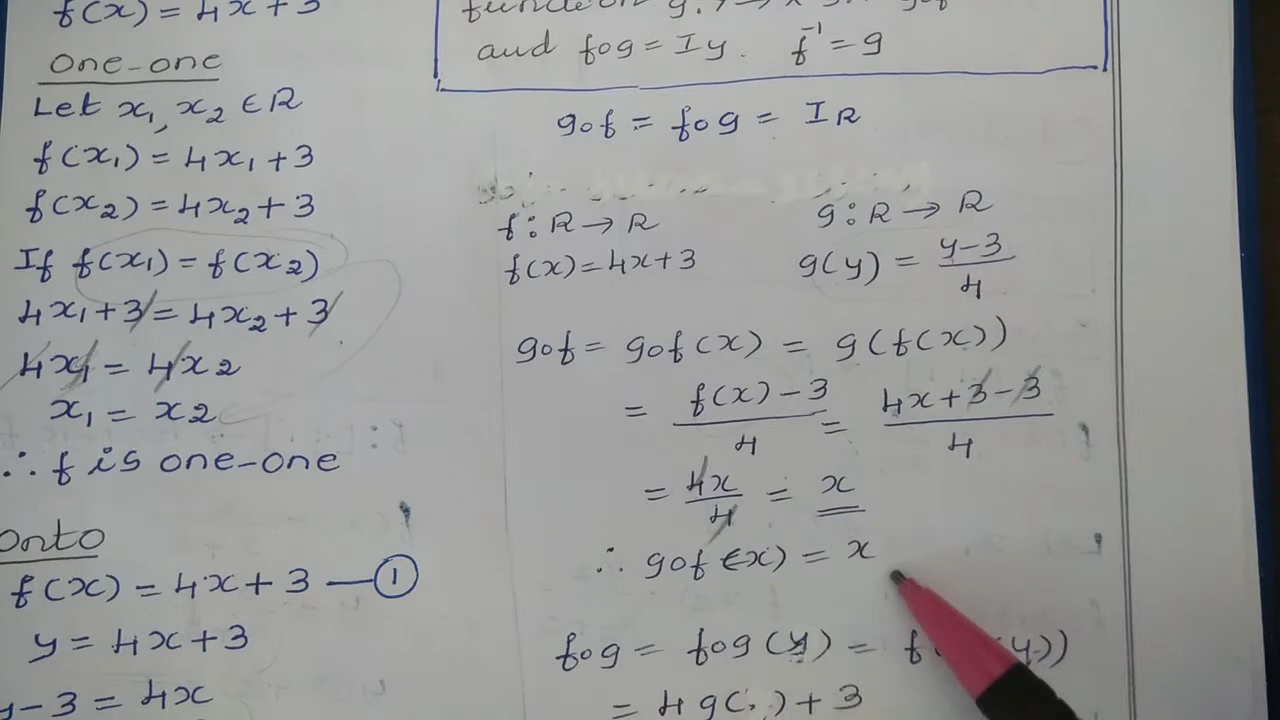 f(x) = 4x + 3
One-one
Let x₁, x₂ ∈ R
f(x₁) = 4x₁ + 3
f(x₂) = 4x₂ + 3
If f(x₁) = f(x₂)
4x₁ + 3 = 4x₂ + 3
4x₁ = 4x₂
x₁ = x₂
∴ f is one-one
Onto
f(x) = 4x + 3 — ①
y = 4x + 3
y - 3 = 4x
function g:
and fog = Iy. f⁻¹ = g
gof = fog = IR
f: R → R g: R → R
f(x) = 4x + 3 g(y) = (y - 3)/4
gof = gof(x) = g(f(x))
= (f(x) - 3)/4 = (4x + 3 - 3)/4
= 4x/4 = x
∴ gof(x) = x
fog = fog(y) = f( y))
= 4g( ) + 3